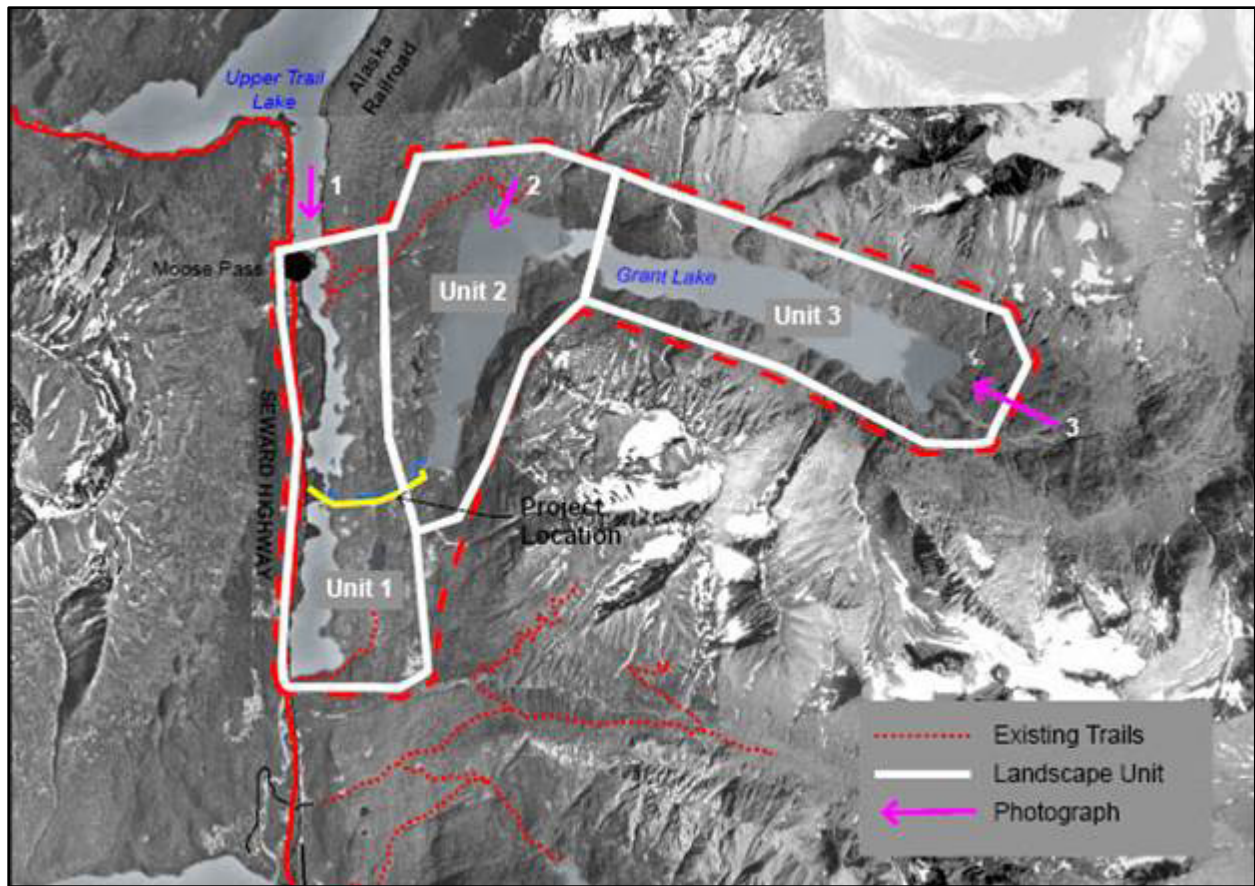 Upper Trail
Lake
Alaska
Railroad
1
2
Moose Pass
Unit 2
Grant Lake
Unit 3
3
SEWARD HIGHWAY
Project
Location
Unit 1
Existing Trails
Landscape Unit
Photograph